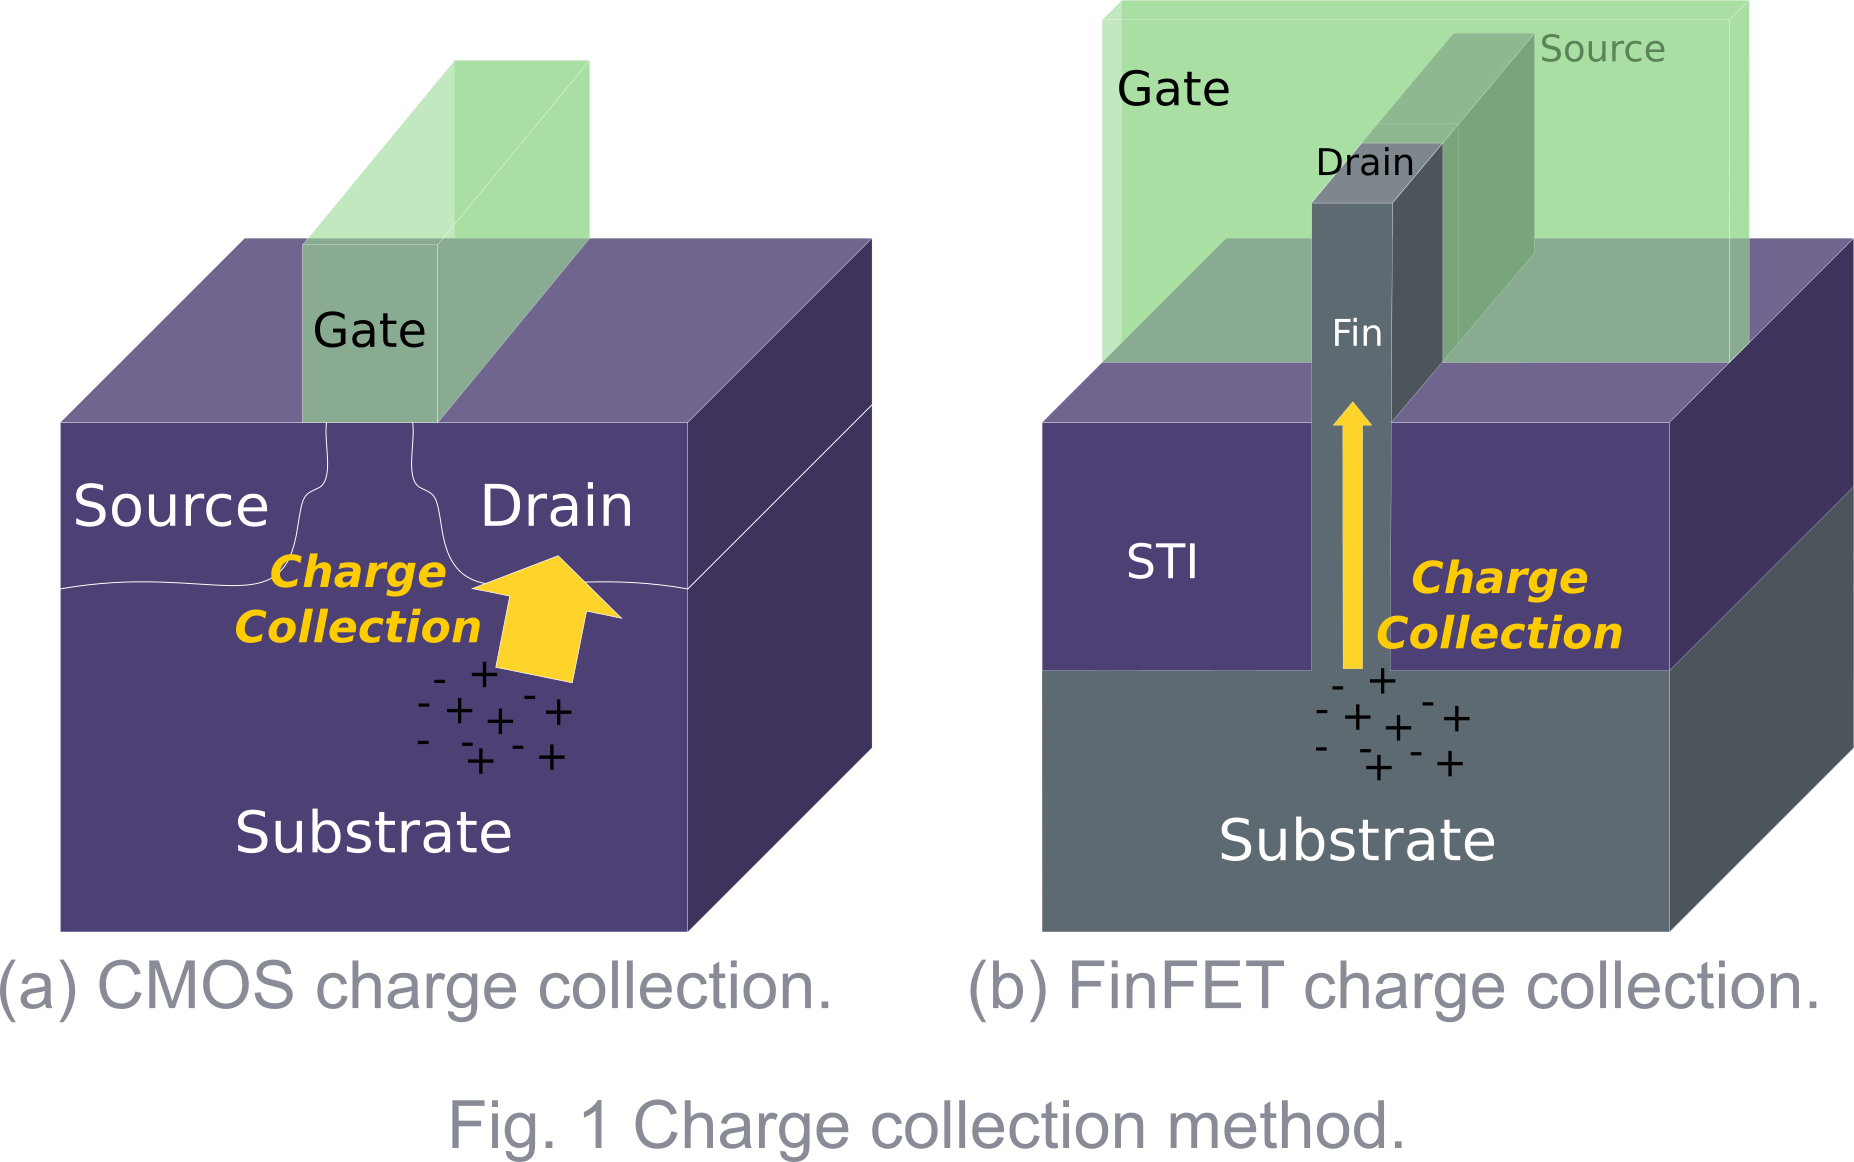 Gate
Source
Drain
Charge
Collection
- + - + - + + - - - + +
Substrate
(a) CMOS charge collection.
Gate
Source
Drain
Fin
STI
Charge
Collection
- + - + - + + - - - + +
Substrate
(b) FinFET charge collection.
Fig. 1 Charge collection method.